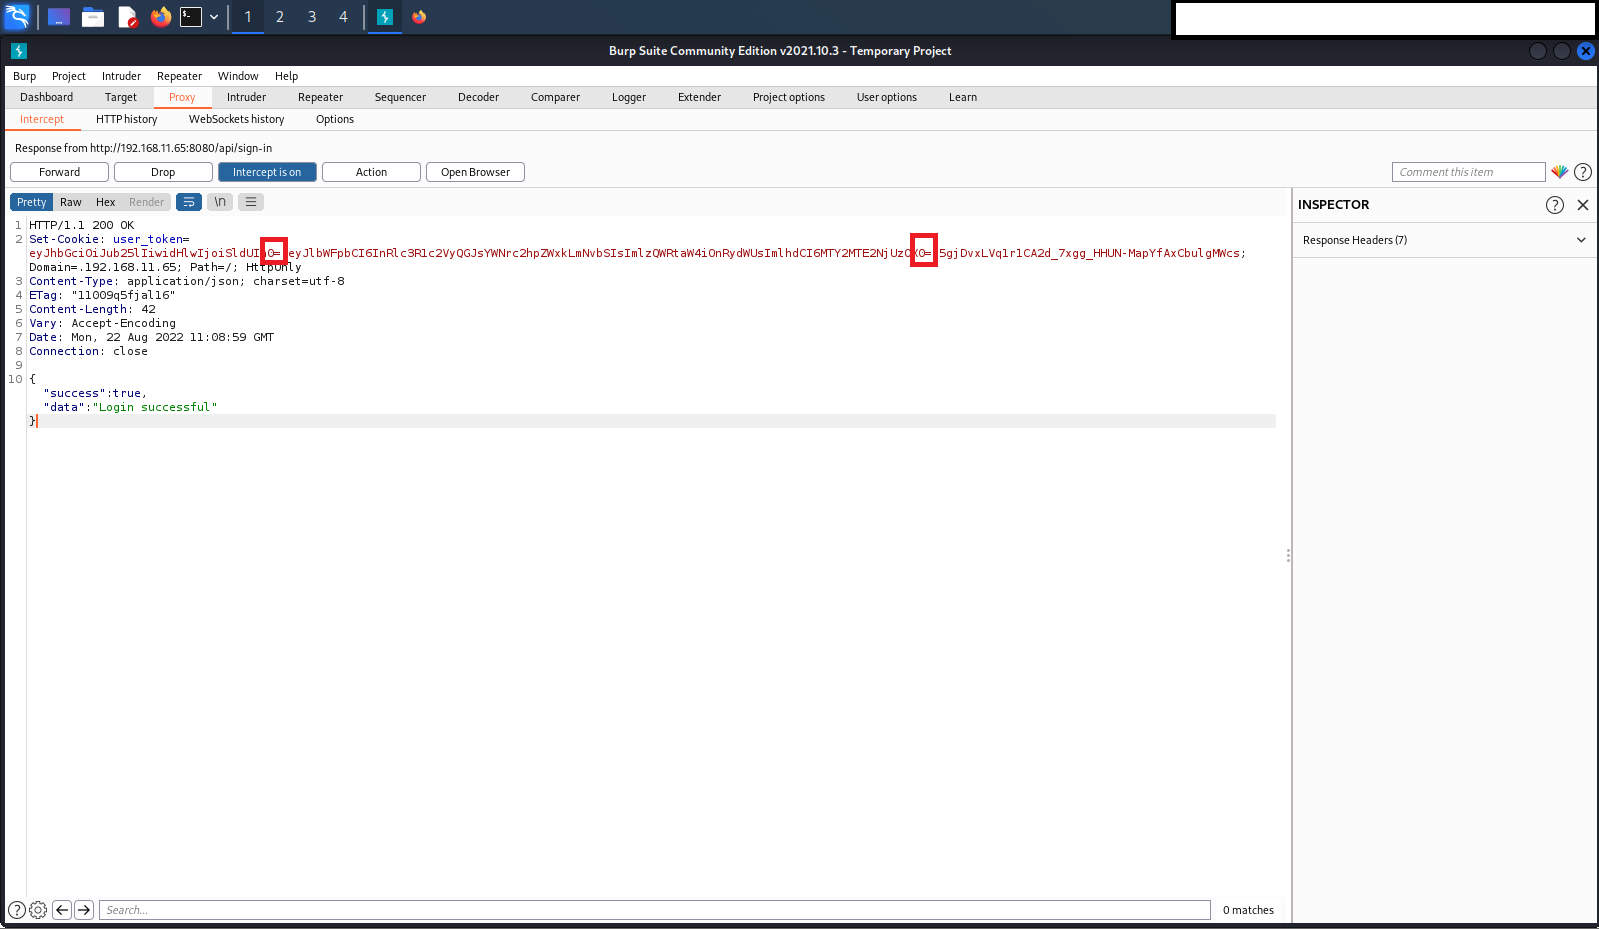 1 2 3 4
Burp Suite Community Edition v2021.10.3 - Temporary Project
Burp Project Intruder Repeater Window Help
Dashboard Target Proxy Intruder Repeater Sequencer Decoder Comparer Logger Extender Project options User options Learn
Intercept HTTP history WebSockets history Options
Response from http://192.168.11.65:8080/api/sign-in
Forward Drop Intercept is on Action Open Browser Comment this item ?
Pretty Raw Hex Render \n
INSPECTOR ?
Response Headers (7)
1 HTTP/1.1 200 OK
2 Set-Cookie: user_token=
eyJhbGciOiJub25lIiwidHlwIjoiSldUIn0= eyJlbWFpbCI6InRlc3R1c2VyQGJsYWNrc2hpZWxkLmNvbSIsImlzQWRtaW4iOnRydWUsImlhdCI6MTY2MTE2NjUzOX0= 5gjDvxLVq1r1CA2d_7xgg_HHUN-MapYfAxCbulgMWcs;
Domain=.192.168.11.65; Path=/; HttpOnly
3 Content-Type: application/json; charset=utf-8
4 ETag: "11009q5fjal16"
5 Content-Length: 42
6 Vary: Accept-Encoding
7 Date: Mon, 22 Aug 2022 11:08:59 GMT
8 Connection: close
9
10 {
"success":true,
"data":"Login successful"
}
? Search... 0 matches